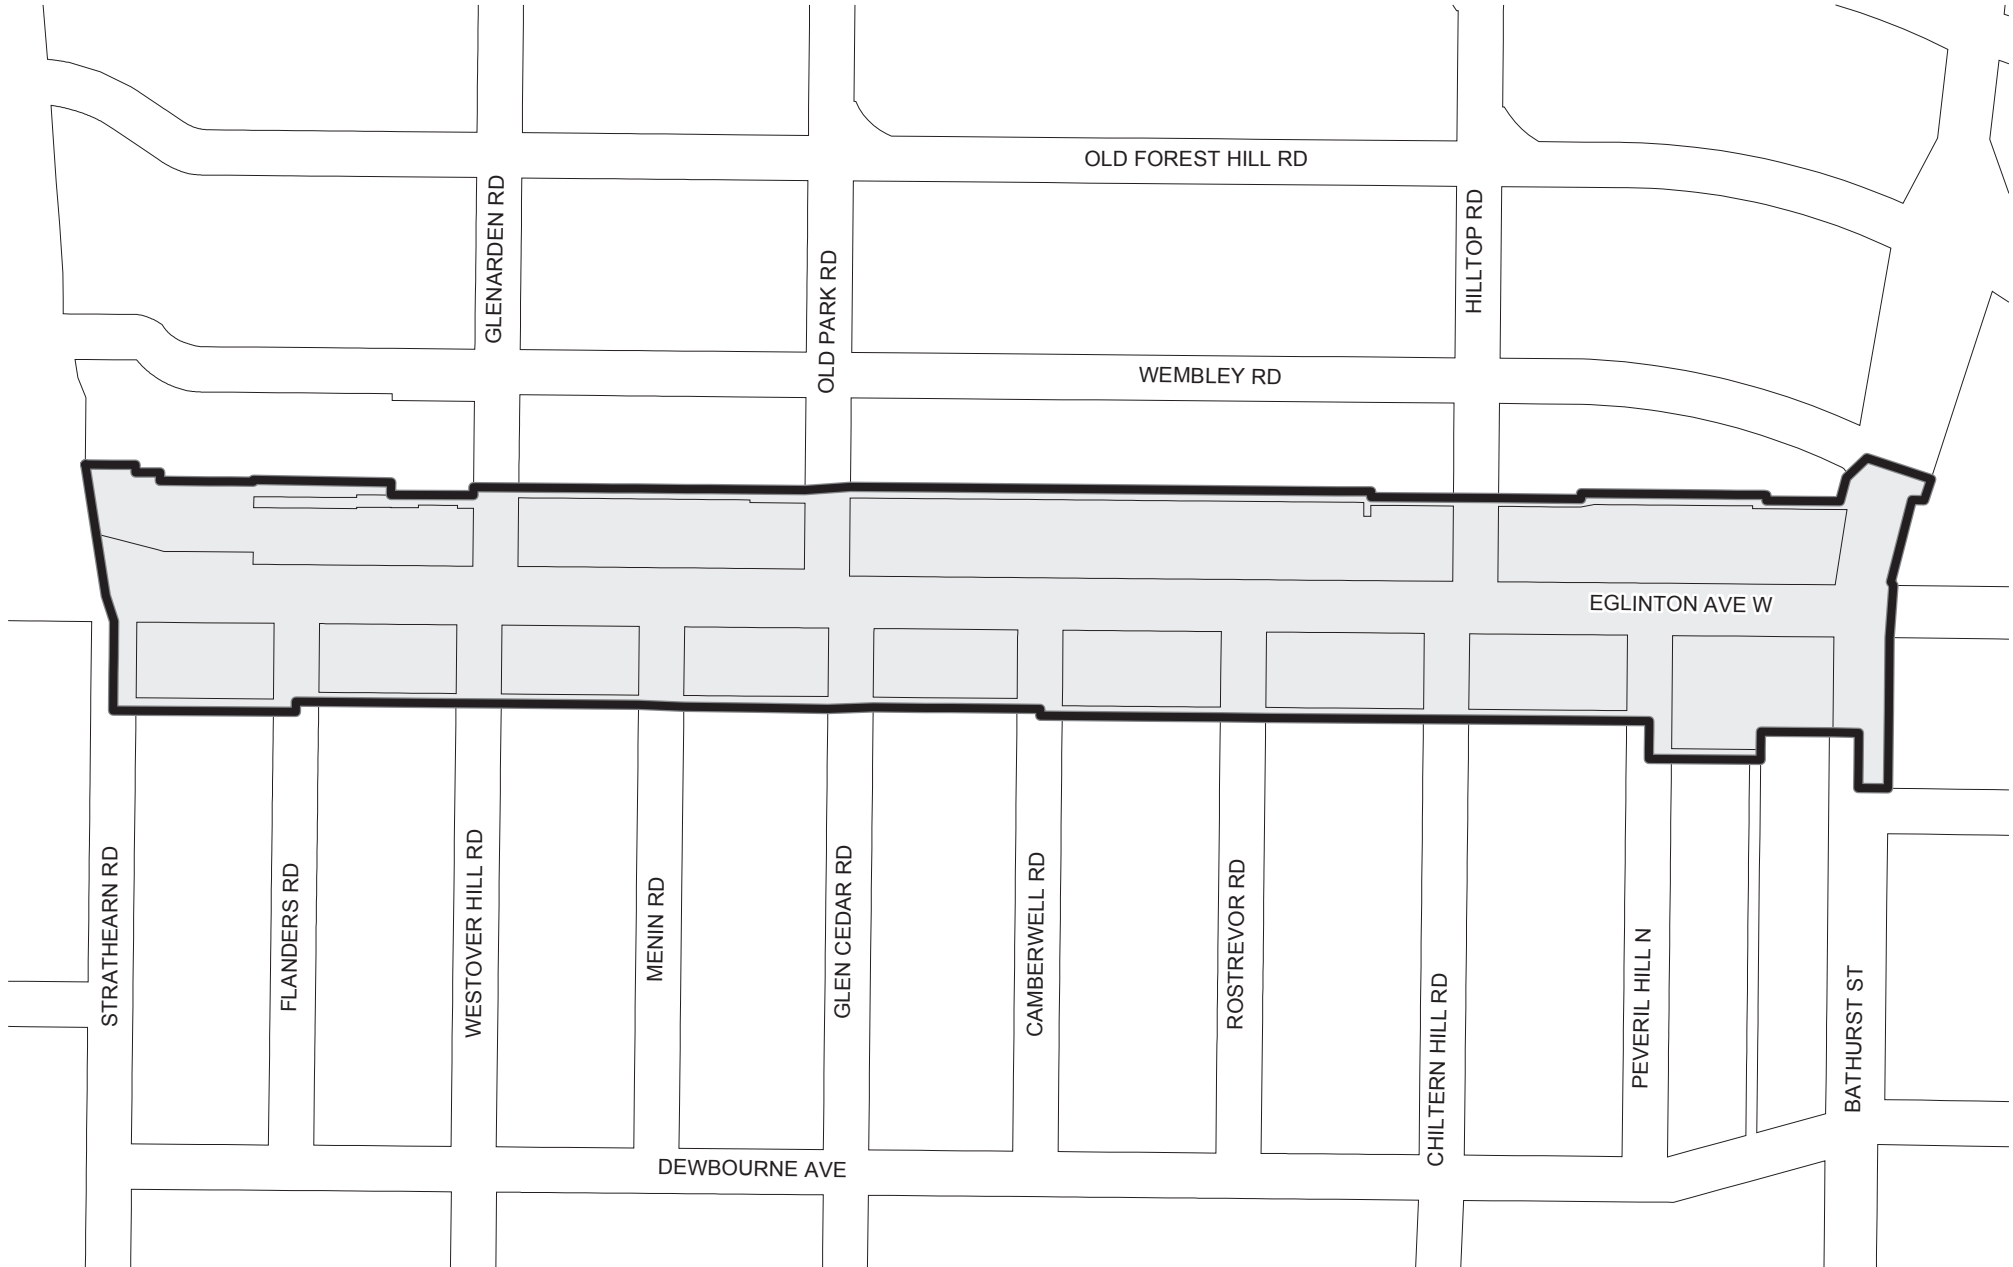 OLD FOREST HILL RD
GLENARDEN RD
HILLTOP RD
OLD PARK RD
WEMBLEY RD
EGLINTON AVE W
STRATHEARN RD
FLANDERS RD
WESTOVER HILL RD
MENIN RD
GLEN CEDAR RD
CAMBERWELL RD
ROSTREVOR RD
CHILTERN HILL RD
PEVERIL HILL N
BATHURST ST
DEWBOURNE AVE